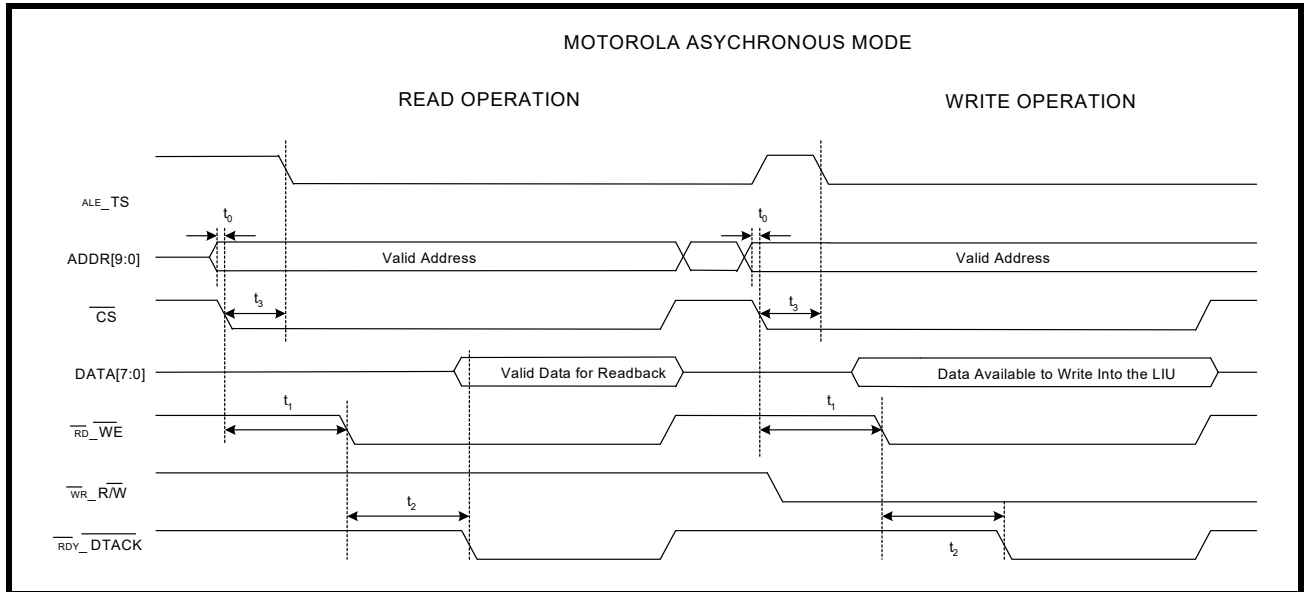 MOTOROLA ASYCHRONOUS MODE
READ OPERATION
WRITE OPERATION
ALE_TS
t0
t0
ADDR[9:0]
Valid Address
Valid Address
CS
t3
t3
DATA[7:0]
Valid Data for Readback
Data Available to Write Into the LIU
RD_WE
t1
t1
WR_R/W
t2
RDY_DTACK
t2